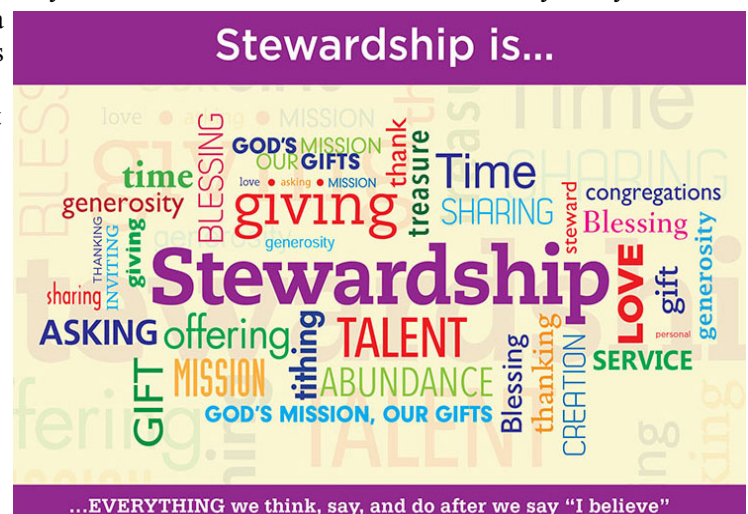 Stewardship is...
BLESSING
GOD'S MISSION
OUR GIFTS
love • asking • MISSION
giving
generosity
thank
treasure
Time
SHARING
time
generosity
THANKING
INVITING
giving
sharing
steward
congregations
Blessing
generosity
Stewardship
LOVE
gift
personal
SERVICE
ASKING
offering
tithing
TALENT
GIFT
MISSION
ABUNDANCE
GOD'S MISSION, OUR GIFTS
Blessing
thanking
CREATION
...EVERYTHING we think, say, and do after we say “I believe”